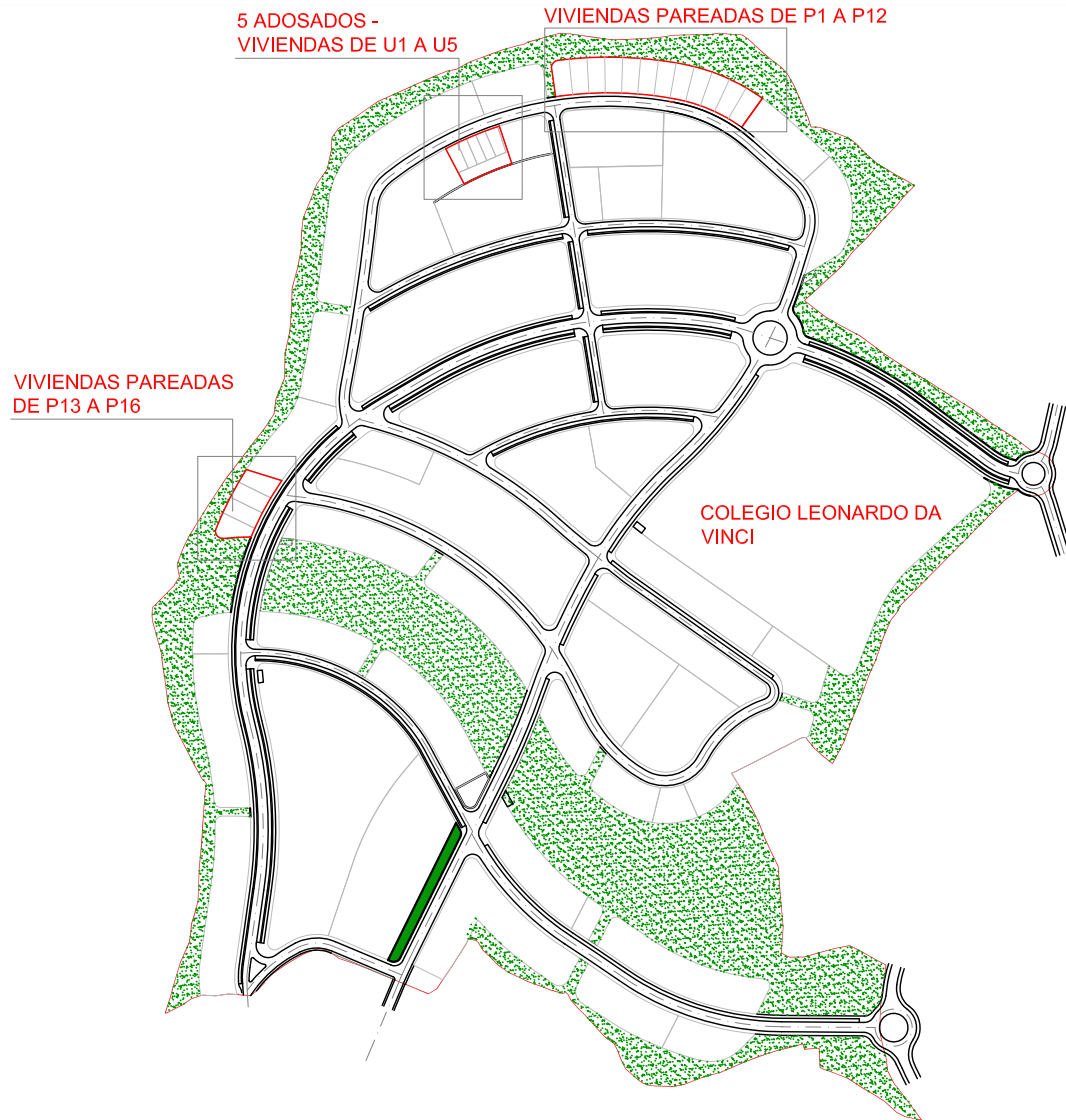 5 ADOSADOS -
VIVIENDAS DE U1 A U5
VIVIENDAS PAREADAS DE P1 A P12
VIVIENDAS PAREADAS
DE P13 A P16
COLEGIO LEONARDO DA
VINCI